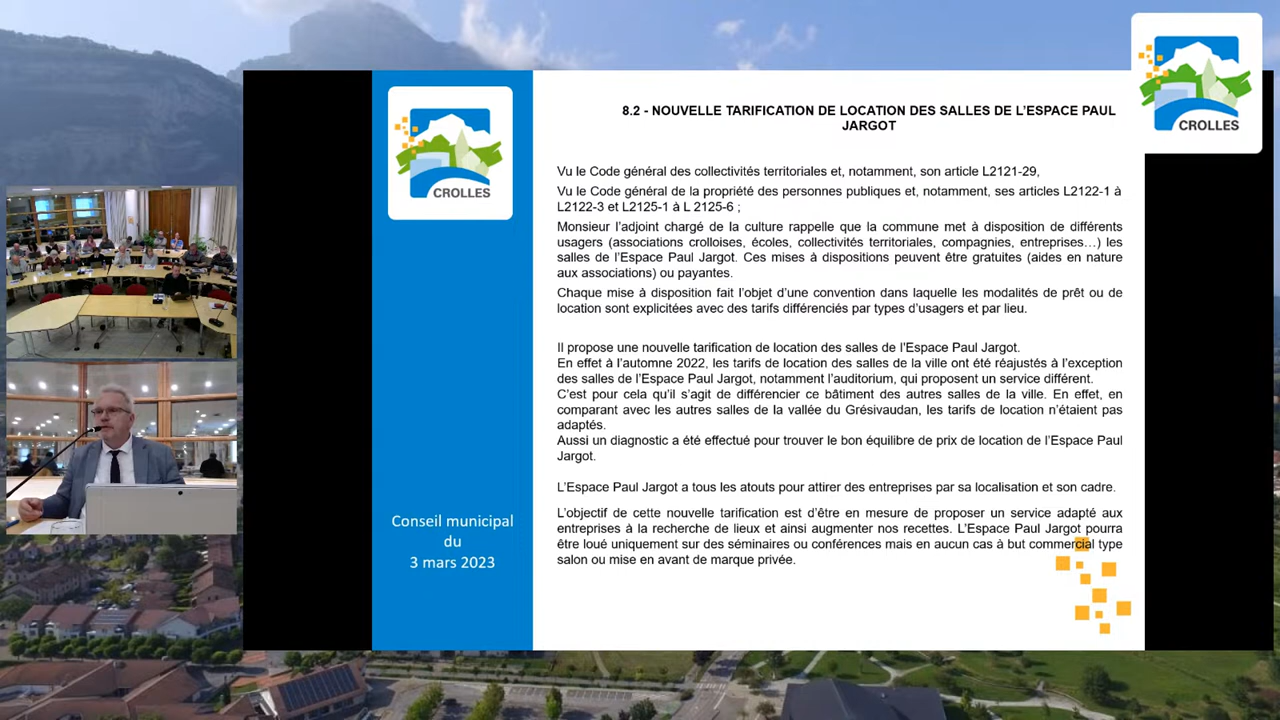 CROLLES
CROLLES
8.2 - NOUVELLE TARIFICATION DE LOCATION DES SALLES DE L'ESPACE PAUL
JARGOT
Vu le Code général des collectivités territoriales et, notamment, son article L2121-29,
Vu le Code général de la propriété des personnes publiques et, notamment, ses articles L2122-1 à
L2122-3 et L2125-1 à L 2125-6 ;
Monsieur l'adjoint chargé de la culture rappelle que la commune met à disposition de différents
usagers (associations crolloises, écoles, collectivités territoriales, compagnies, entreprises…) les
salles de l'Espace Paul Jargot. Ces mises à dispositions peuvent être gratuites (aides en nature
aux associations) ou payantes.
Chaque mise à disposition fait l'objet d'une convention dans laquelle les modalités de prêt ou de
location sont explicitées avec des tarifs différenciés par types d'usagers et par lieu.
Il propose une nouvelle tarification de location des salles de l'Espace Paul Jargot.
En effet à l'automne 2022, les tarifs de location des salles de la ville ont été réajustés à l'exception
des salles de l'Espace Paul Jargot, notamment l'auditorium, qui proposent un service différent.
C'est pour cela qu'il s'agit de différencier ce bâtiment des autres salles de la ville. En effet, en
comparant avec les autres salles de la vallée du Grésivaudan, les tarifs de location n'étaient pas
adaptés.
Aussi un diagnostic a été effectué pour trouver le bon équilibre de prix de location de l'Espace Paul
Jargot.
L'Espace Paul Jargot a tous les atouts pour attirer des entreprises par sa localisation et son cadre.
L'objectif de cette nouvelle tarification est d'être en mesure de proposer un service adapté aux
entreprises à la recherche de lieux et ainsi augmenter nos recettes. L'Espace Paul Jargot pourra
être loué uniquement sur des séminaires ou conférences mais en aucun cas à but commercial type
salon ou mise en avant de marque privée.
Conseil municipal
du
3 mars 2023